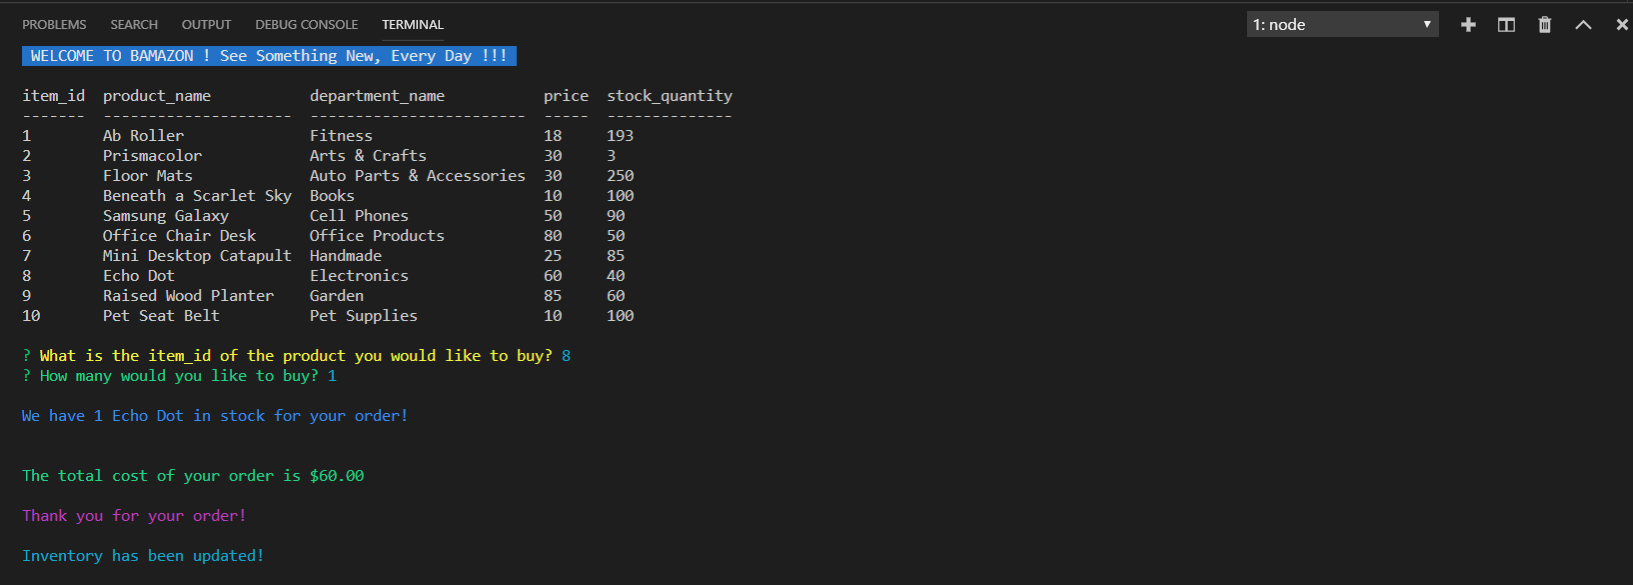 PROBLEMS SEARCH OUTPUT DEBUG CONSOLE TERMINAL 1: node
WELCOME TO BAMAZON ! See Something New, Every Day !!!
item_id product_name department_name price stock_quantity
------- --------------------- ------------------------ ----- --------------
1 Ab Roller Fitness 18 193
2 Prismacolor Arts & Crafts 30 3
3 Floor Mats Auto Parts & Accessories 30 250
4 Beneath a Scarlet Sky Books 10 100
5 Samsung Galaxy Cell Phones 50 90
6 Office Chair Desk Office Products 80 50
7 Mini Desktop Catapult Handmade 25 85
8 Echo Dot Electronics 60 40
9 Raised Wood Planter Garden 85 60
10 Pet Seat Belt Pet Supplies 10 100
? What is the item_id of the product you would like to buy? 8
? How many would you like to buy? 1
We have 1 Echo Dot in stock for your order!
The total cost of your order is $60.00
Thank you for your order!
Inventory has been updated!